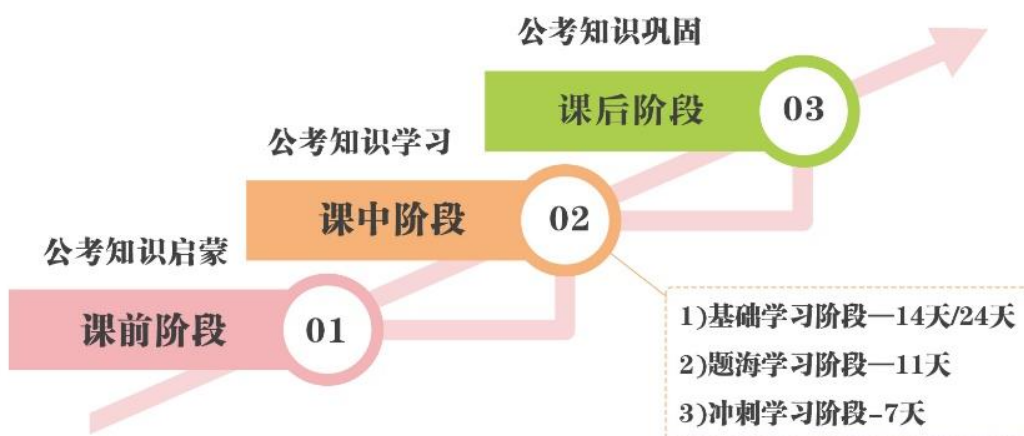 公考知识巩固
课后阶段
03
公考知识学习
课中阶段
02
公考知识启蒙
课前阶段
01
1)基础学习阶段—14天/24天
2)题海学习阶段—11天
3)冲刺学习阶段-7天